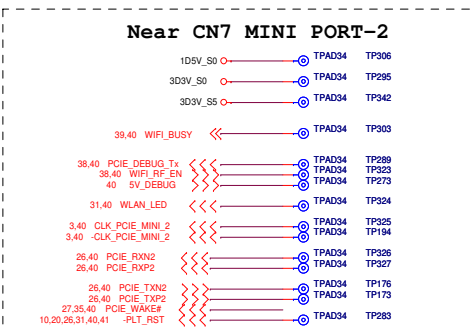 Near CN7 MINI PORT-2
1D5V_S0 TPAD34 TP306
3D3V_S0 TPAD34 TP295
3D3V_S5 TPAD34 TP342
39,40 WIFI_BUSY TPAD34 TP303
38,40 PCIE_DEBUG_Tx TPAD34 TP289
38,40 WIFI_RF_EN TPAD34 TP323
40 5V_DEBUG TPAD34 TP273
31,40 WLAN_LED TPAD34 TP324
3,40 CLK_PCIE_MINI_2 TPAD34 TP325
3,40 -CLK_PCIE_MINI_2 TPAD34 TP194
26,40 PCIE_RXN2 TPAD34 TP326
26,40 PCIE_RXP2 TPAD34 TP327
26,40 PCIE_TXN2 TPAD34 TP176
26,40 PCIE_TXP2 TPAD34 TP173
27,35,40 PCIE_WAKE#
10,20,26,31,40,41 -PLT_RST TPAD34 TP283